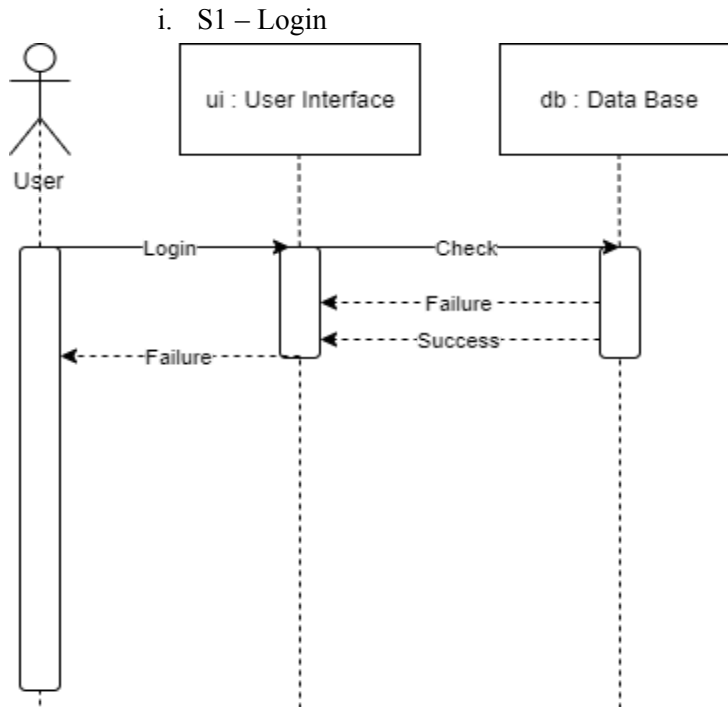 i. S1 – Login
ui : User Interface
db : Data Base
User
Login
Check
Failure
Success
Failure